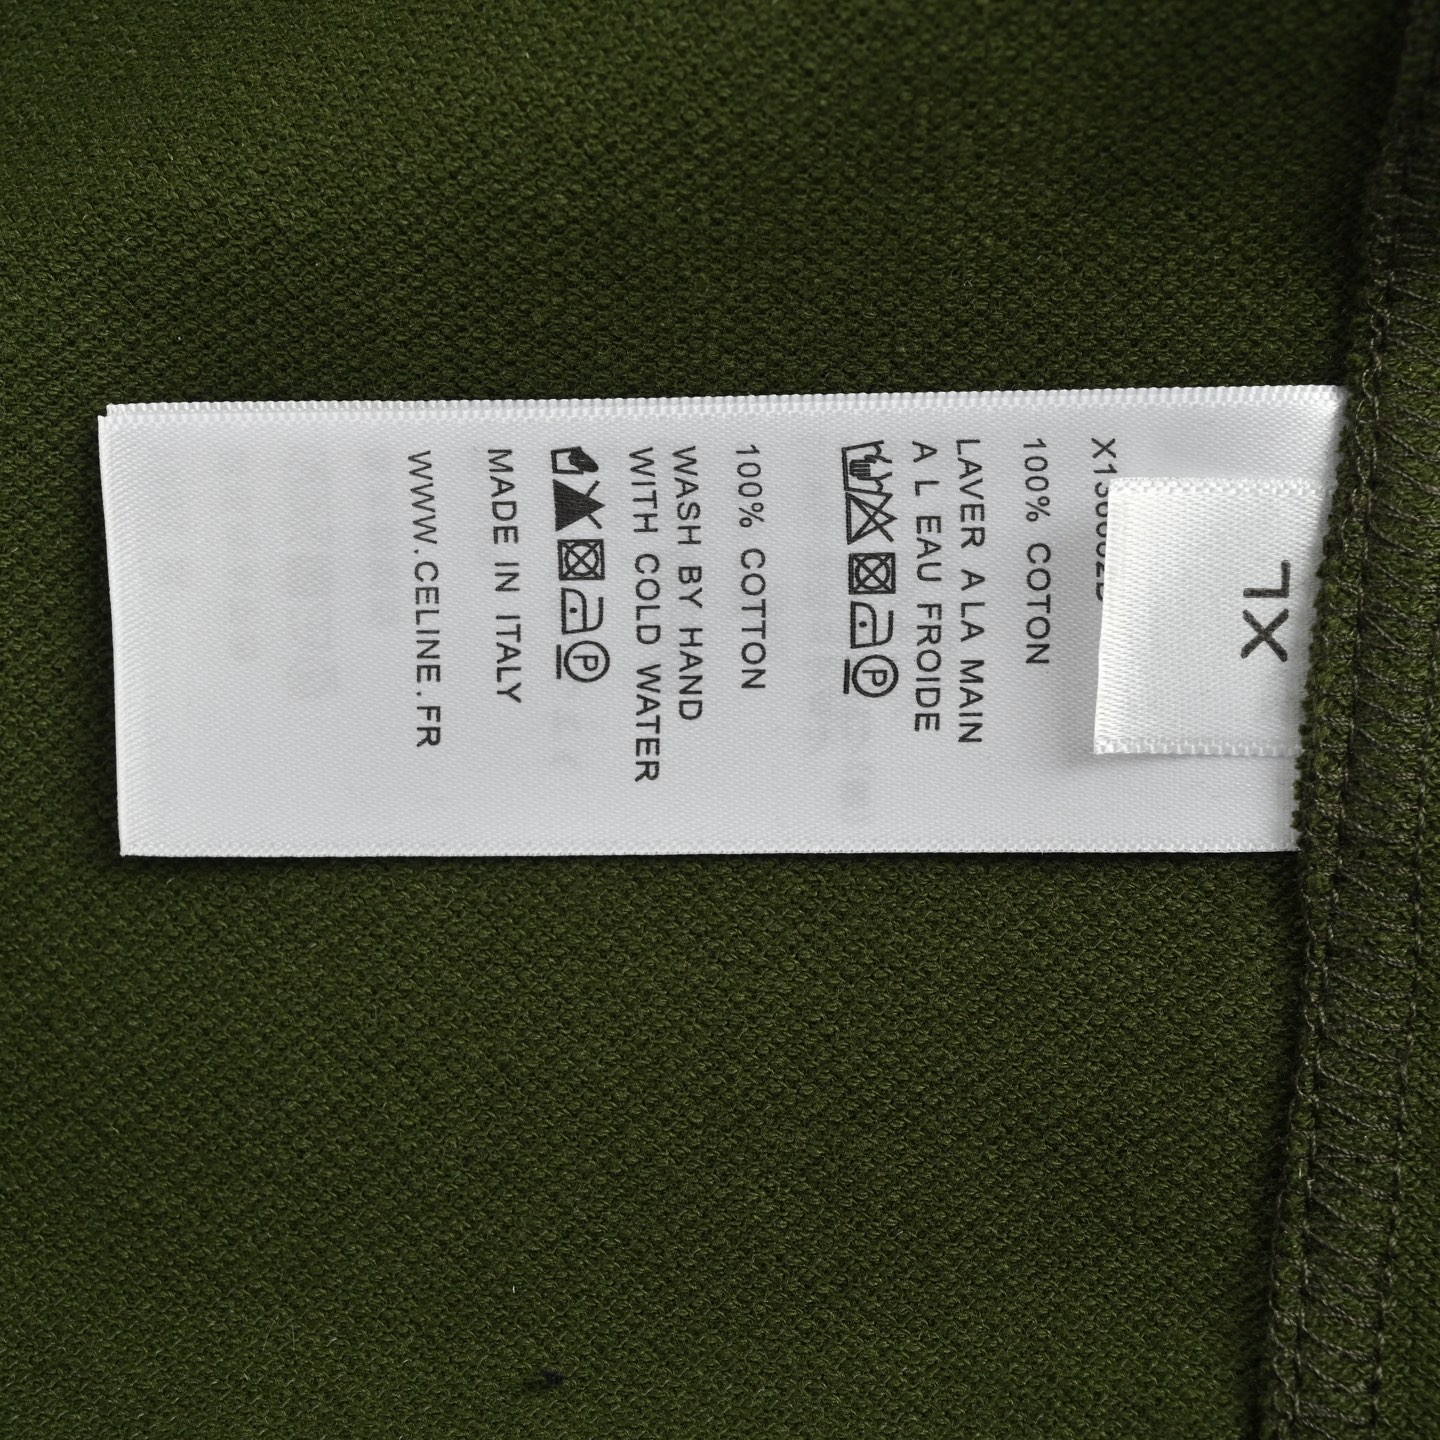 XL
100% COTON
LAVER A LA MAIN
A L EAU FROIDE
P
100% COTTON
WASH BY HAND
WITH COLD WATER
P
MADE IN ITALY
WWW.CELINE.FR